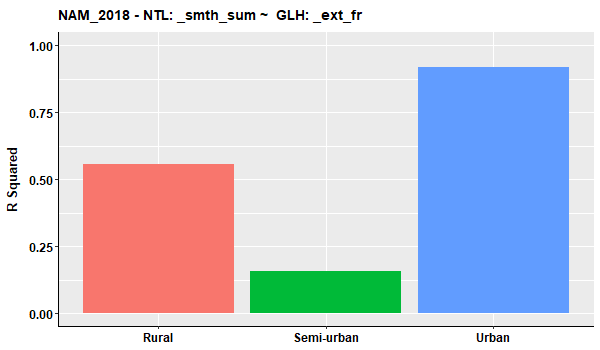 NAM_2018 - NTL: _smth_sum ~  GLH: _ext_fr
R Squared
1.00
0.75
0.50
0.25
0.00
Rural
Semi-urban
Urban